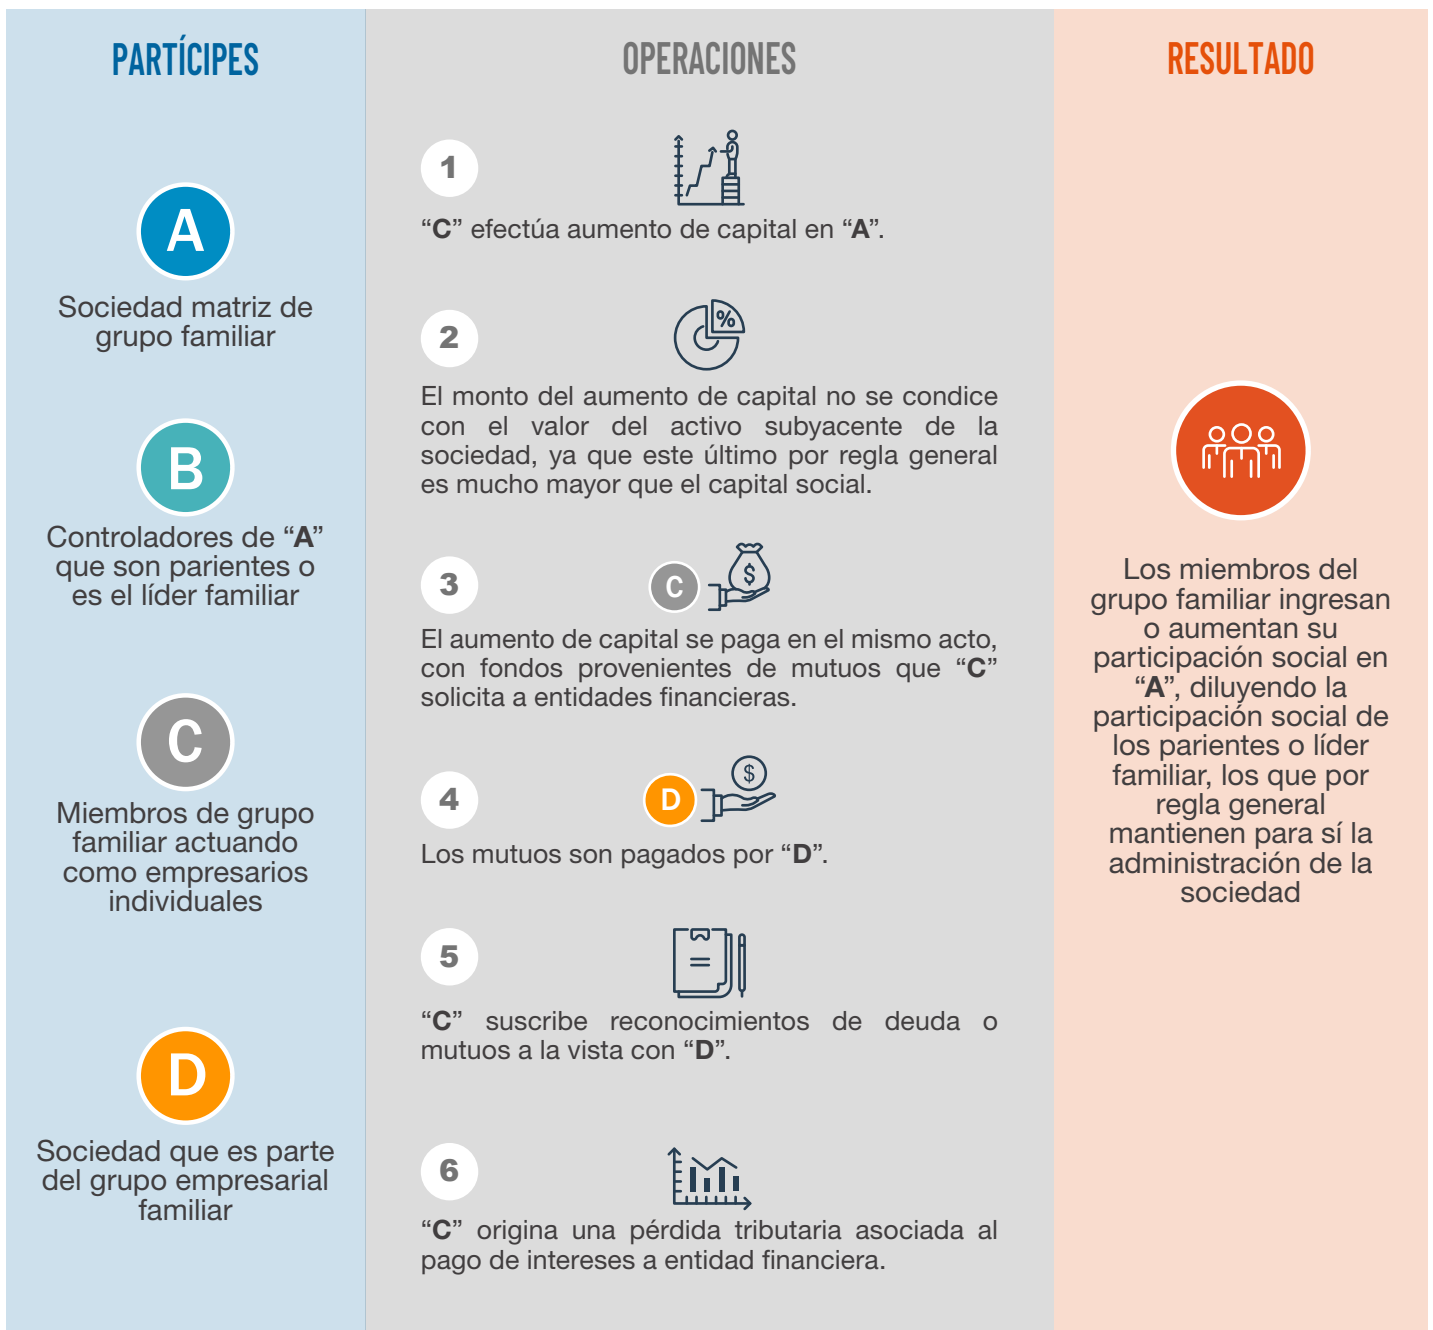 PARTÍCIPES
A
Sociedad matriz de
grupo familiar
B
Controladores de “A”
que son parientes o
es el líder familiar
C
Miembros de grupo
familiar actuando
como empresarios
individuales
D
Sociedad que es parte
del grupo empresarial
familiar
OPERACIONES
1
“C” efectúa aumento de capital en “A”.
2
%
El monto del aumento de capital no se condice
con el valor del activo subyacente de la
sociedad, ya que este último por regla general
es mucho mayor que el capital social.
3
C
$
El aumento de capital se paga en el mismo acto,
con fondos provenientes de mutuos que “C”
solicita a entidades financieras.
4
D
$
Los mutuos son pagados por “D”.
5
“C” suscribe reconocimientos de deuda o
mutuos a la vista con “D”.
6
“C” origina una pérdida tributaria asociada al
pago de intereses a entidad financiera.
RESULTADO
Los miembros del
grupo familiar ingresan
o aumentan su
participación social en
“A”, diluyendo la
participación social de
los parientes o líder
familiar, los que por
regla general
mantienen para sí la
administración de la
sociedad